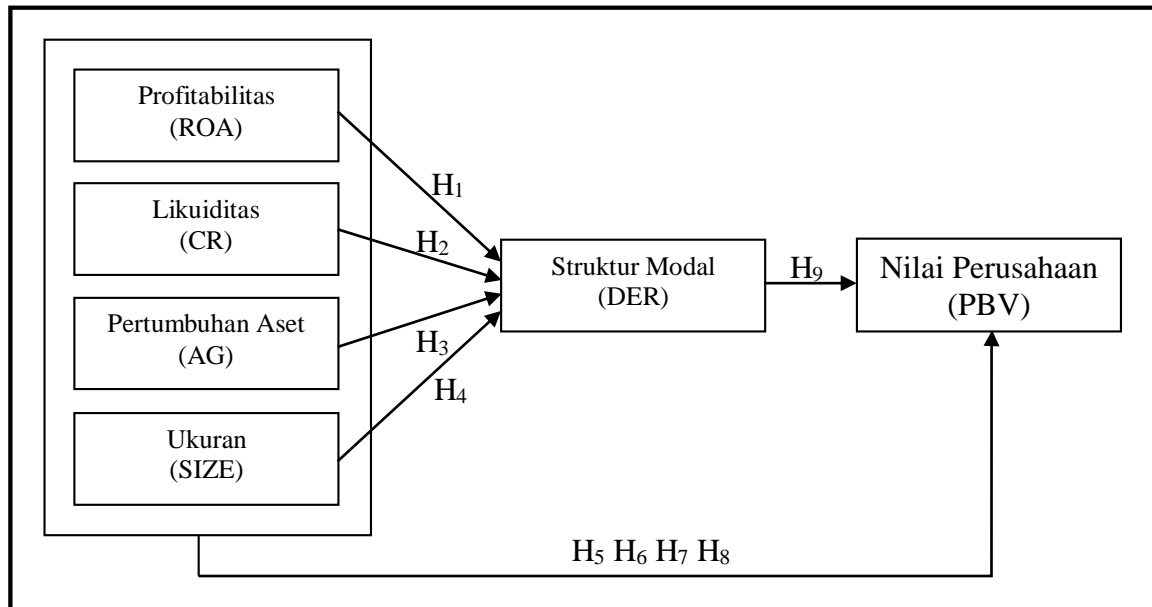 Profitabilitas
(ROA)
H₁
Likuiditas
(CR)
H₂
Struktur Modal
(DER)
H₉
Nilai Perusahaan
(PBV)
Pertumbuhan Aset
(AG)
H₃
H₄
Ukuran
(SIZE)
H₅ H₆ H₇ H₈